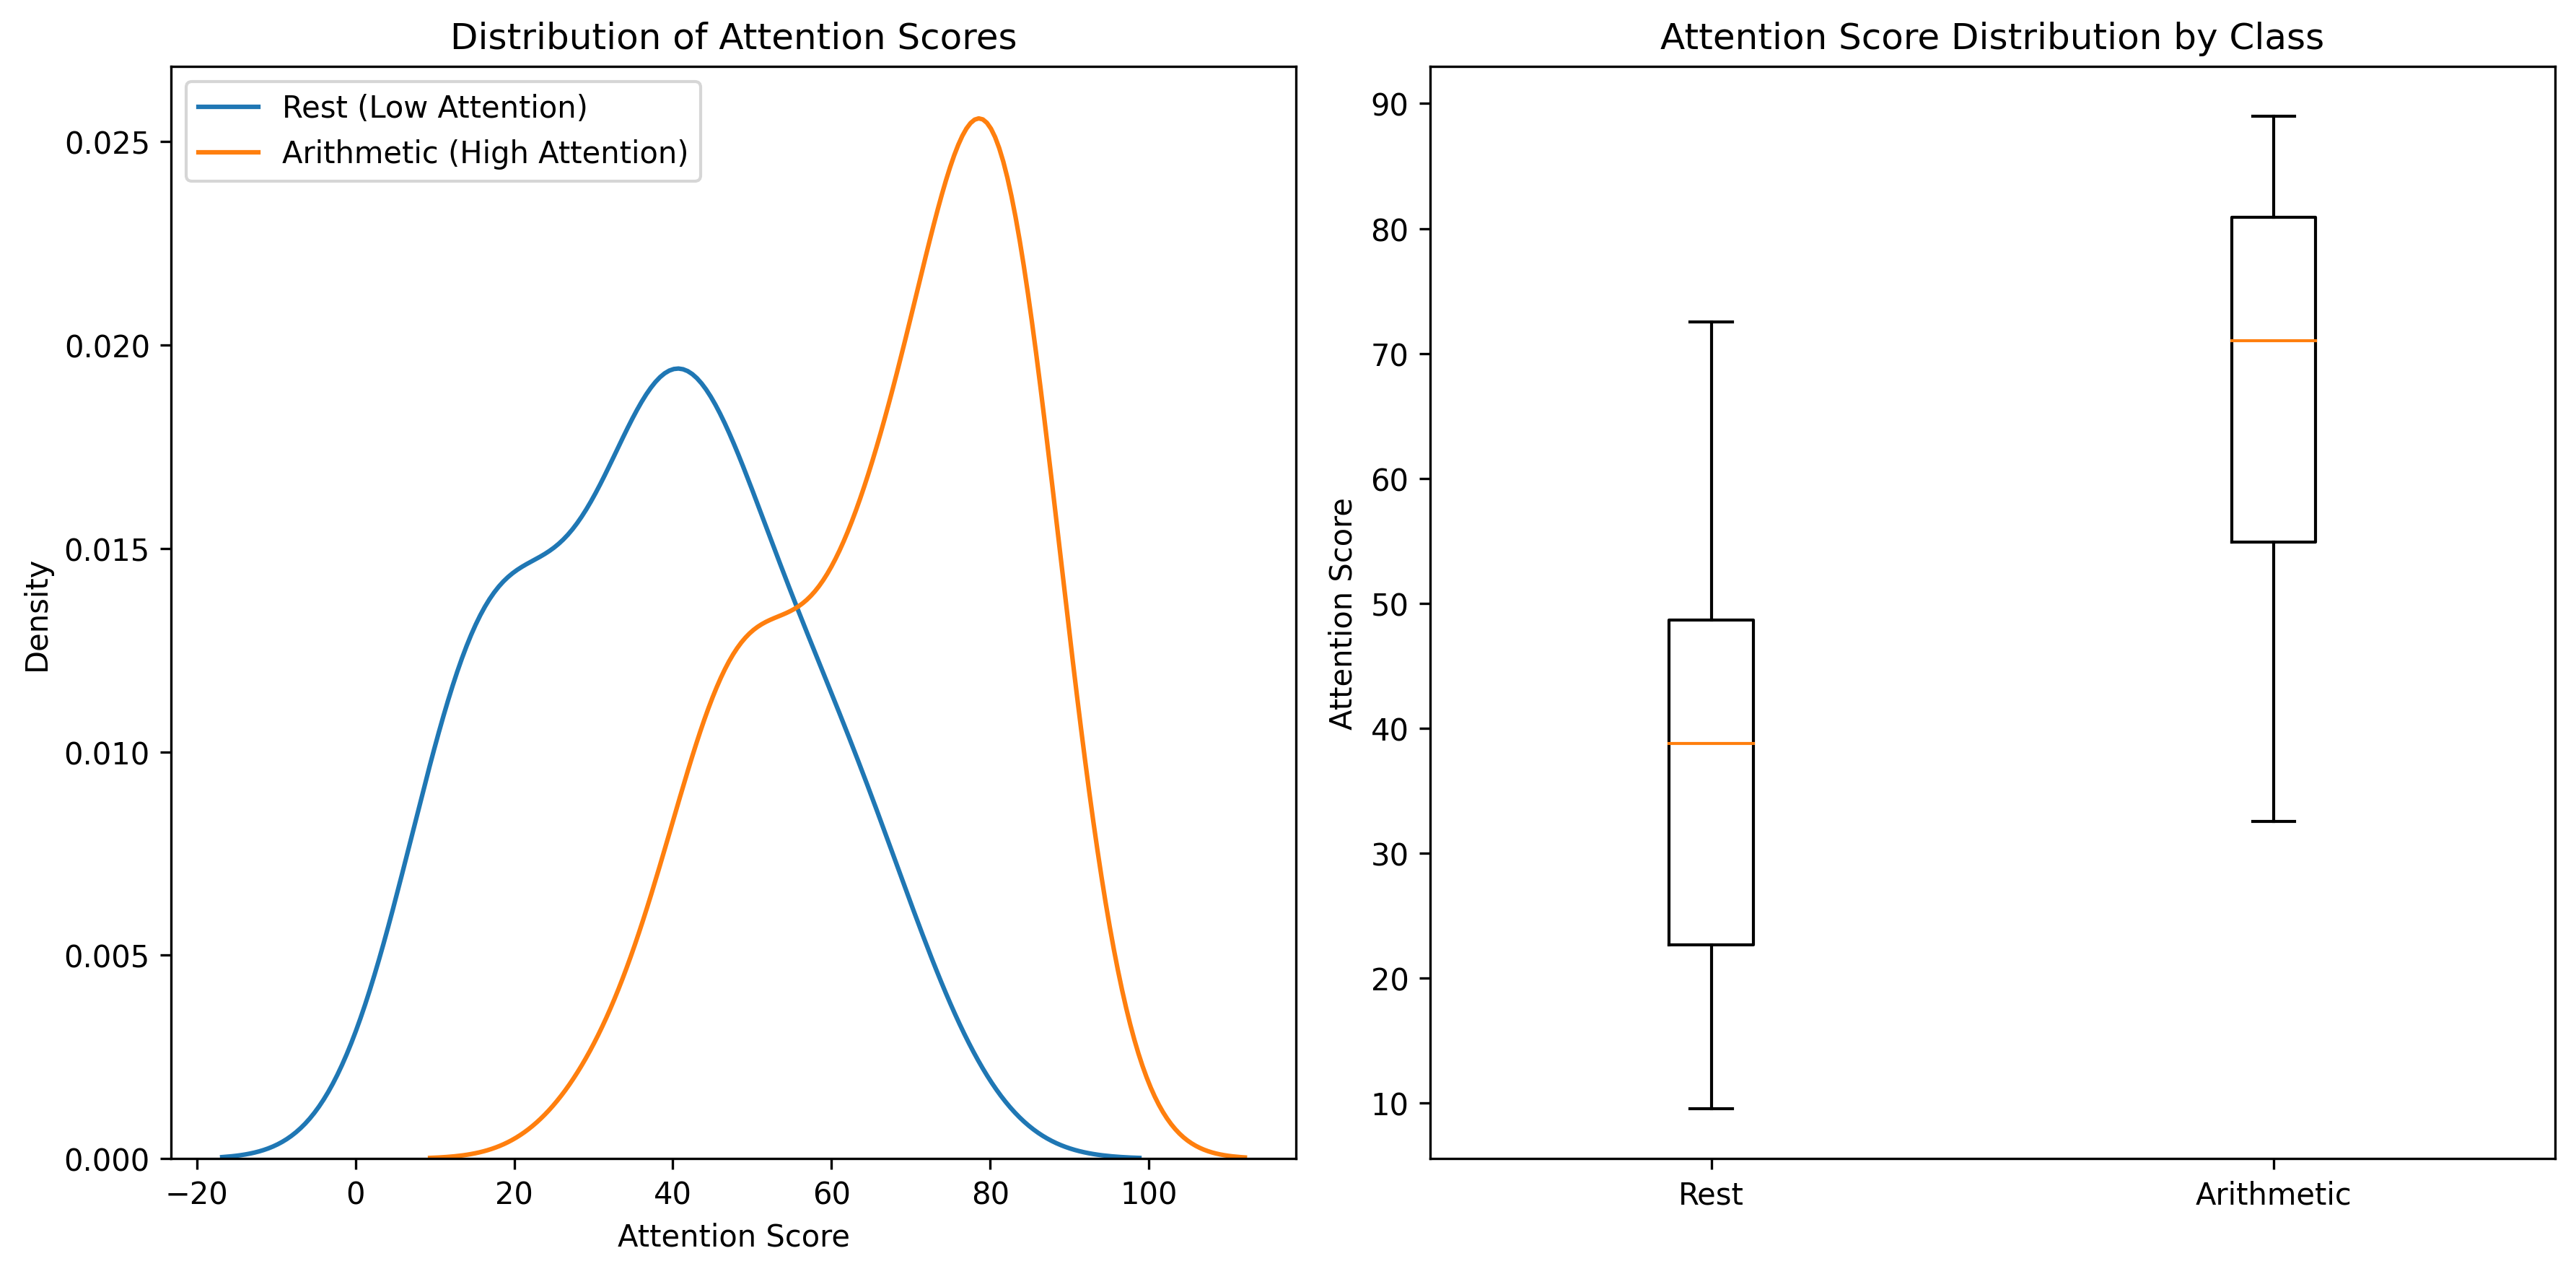 Distribution of Attention Scores
Rest (Low Attention)
Arithmetic (High Attention)
0.025
0.020
0.015
0.010
0.005
0.000
Density
−20 0 20 40 60 80 100
Attention Score
Attention Score Distribution by Class
90
80
70
60
50
40
30
20
10
Attention Score
Rest Arithmetic